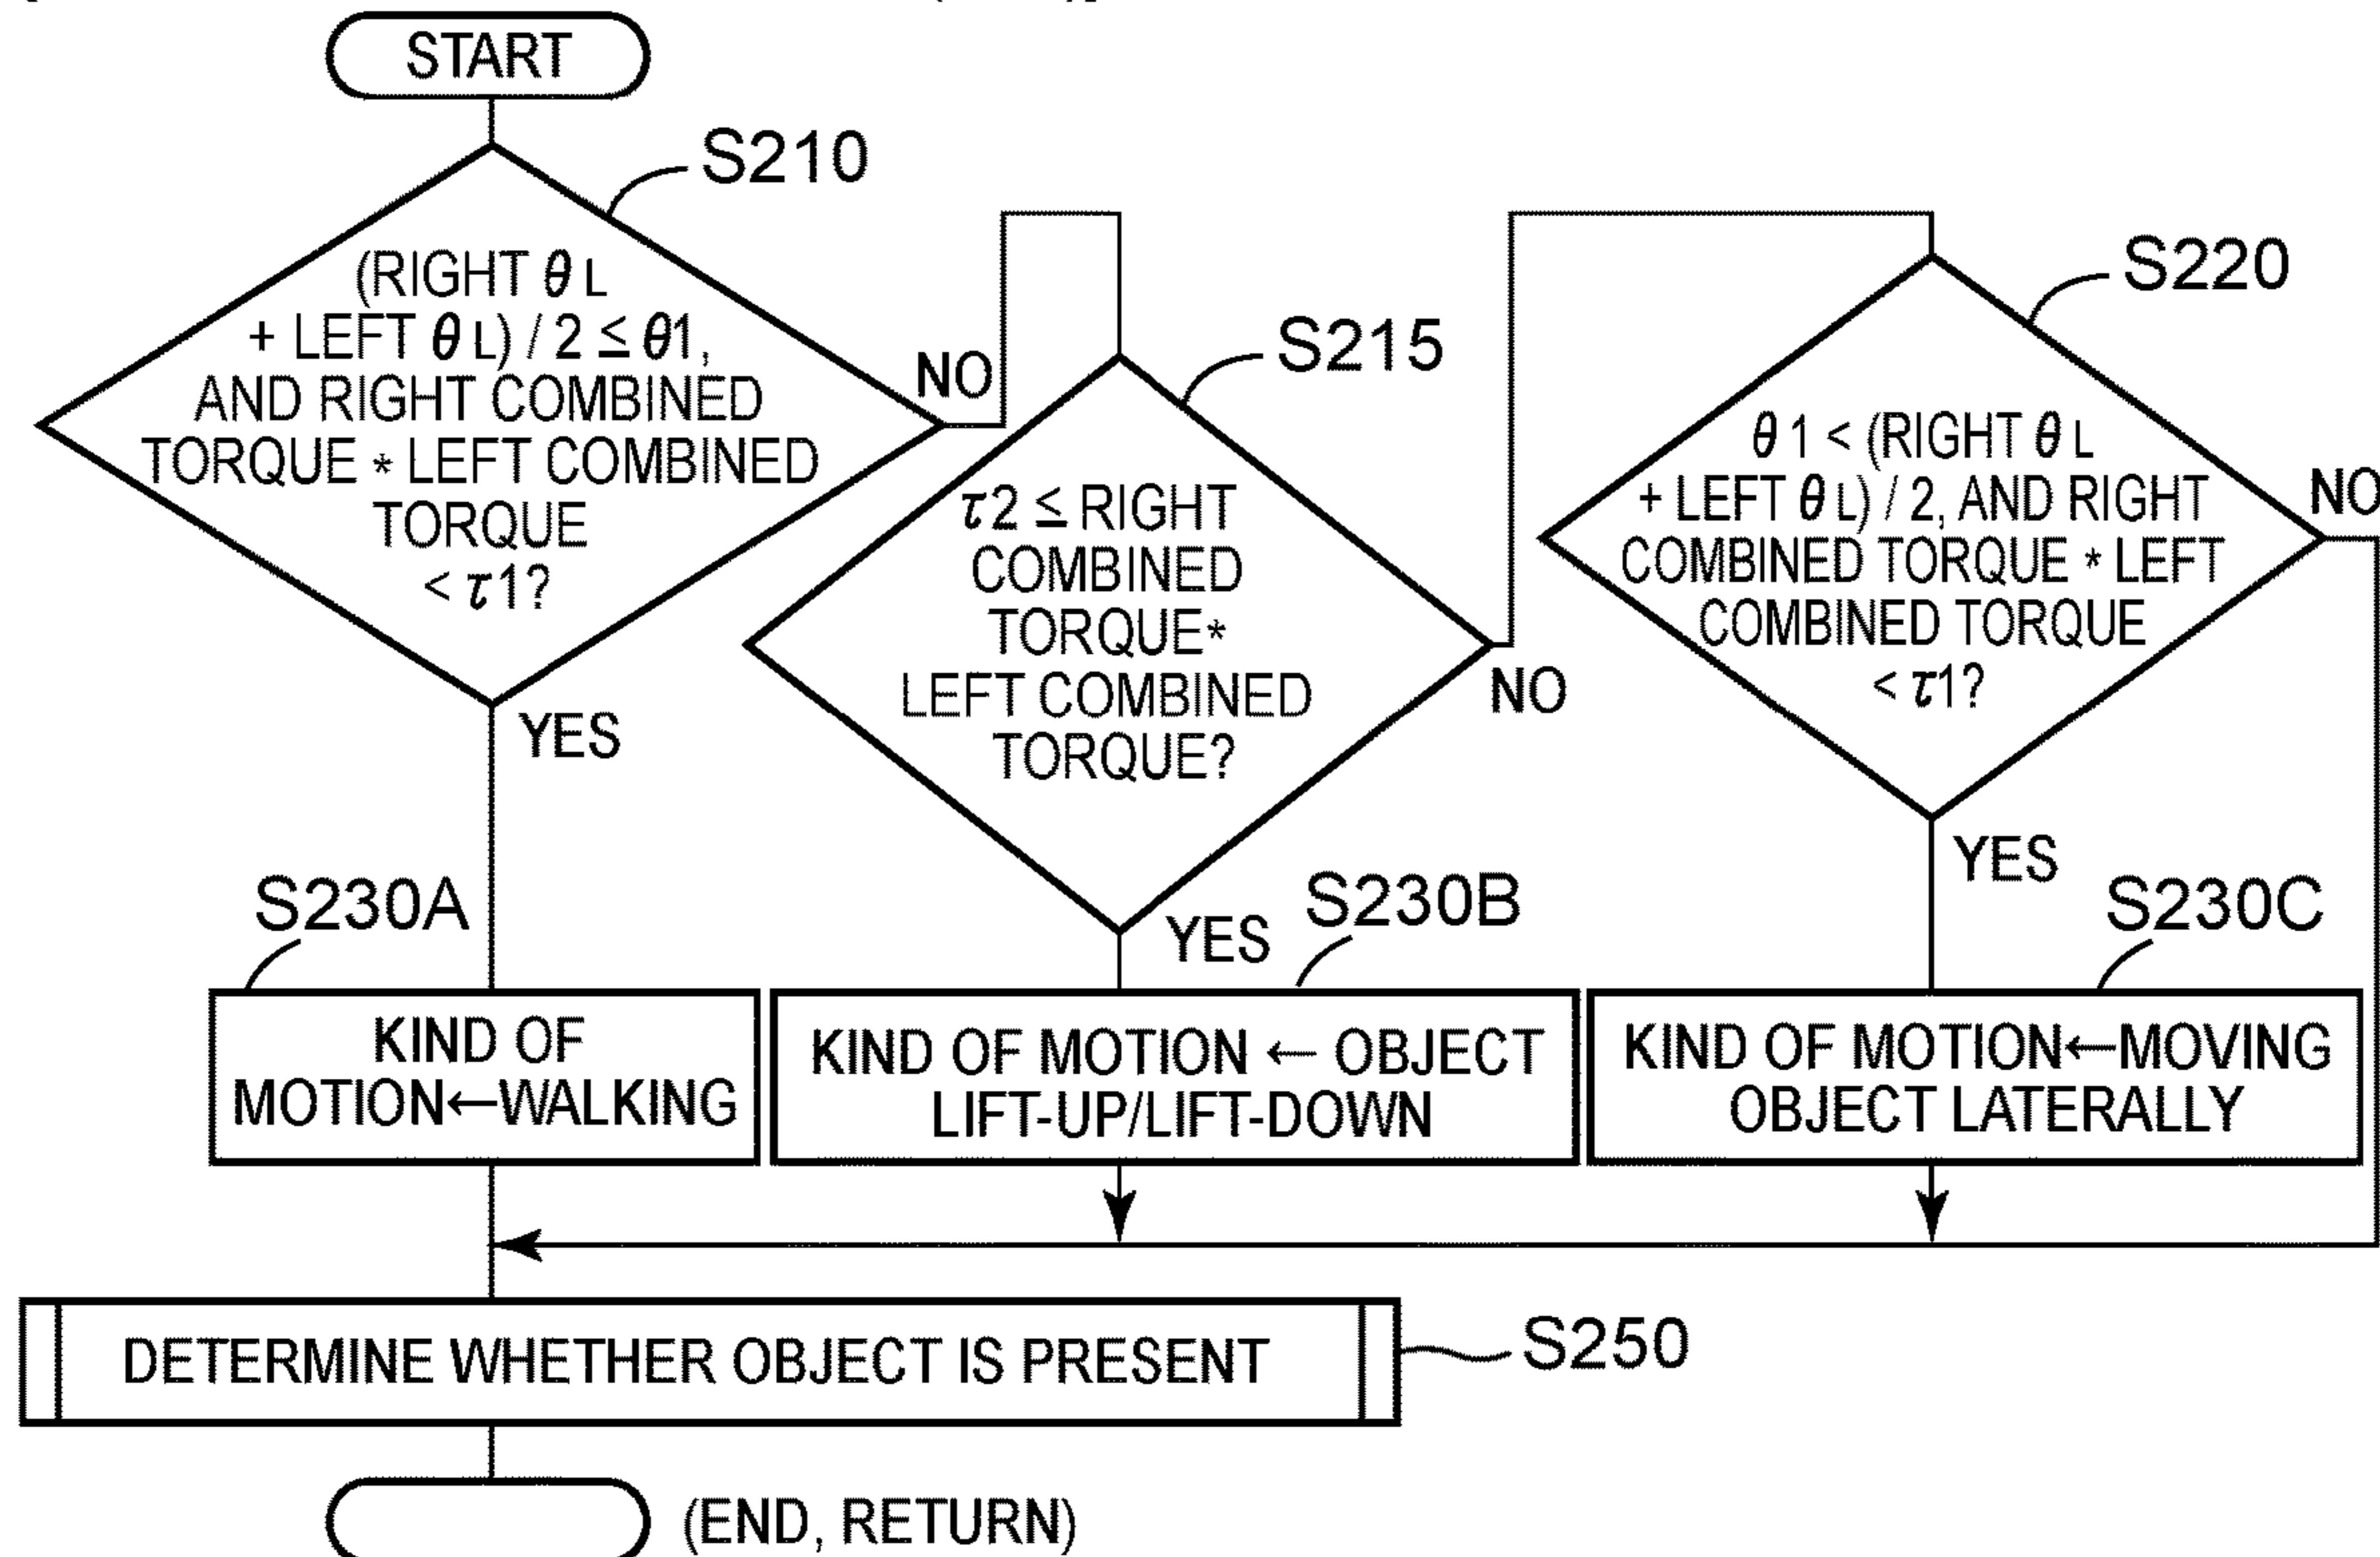 START
S210
(RIGHT θL
+ LEFT θL) / 2 ≤ θ1,
AND RIGHT COMBINED
TORQUE * LEFT COMBINED
TORQUE
< τ1?
NO
YES
S215
τ2 ≤ RIGHT
COMBINED
TORQUE*
LEFT COMBINED
TORQUE?
NO
YES
S220
θ1 < (RIGHT θL
+ LEFT θL) / 2, AND RIGHT
COMBINED TORQUE * LEFT
COMBINED TORQUE
< τ1?
NO
YES
S230A
KIND OF
MOTION←WALKING
S230B
KIND OF MOTION ← OBJECT
LIFT-UP/LIFT-DOWN
S230C
KIND OF MOTION←MOVING
OBJECT LATERALLY
DETERMINE WHETHER OBJECT IS PRESENT
S250
(END, RETURN)